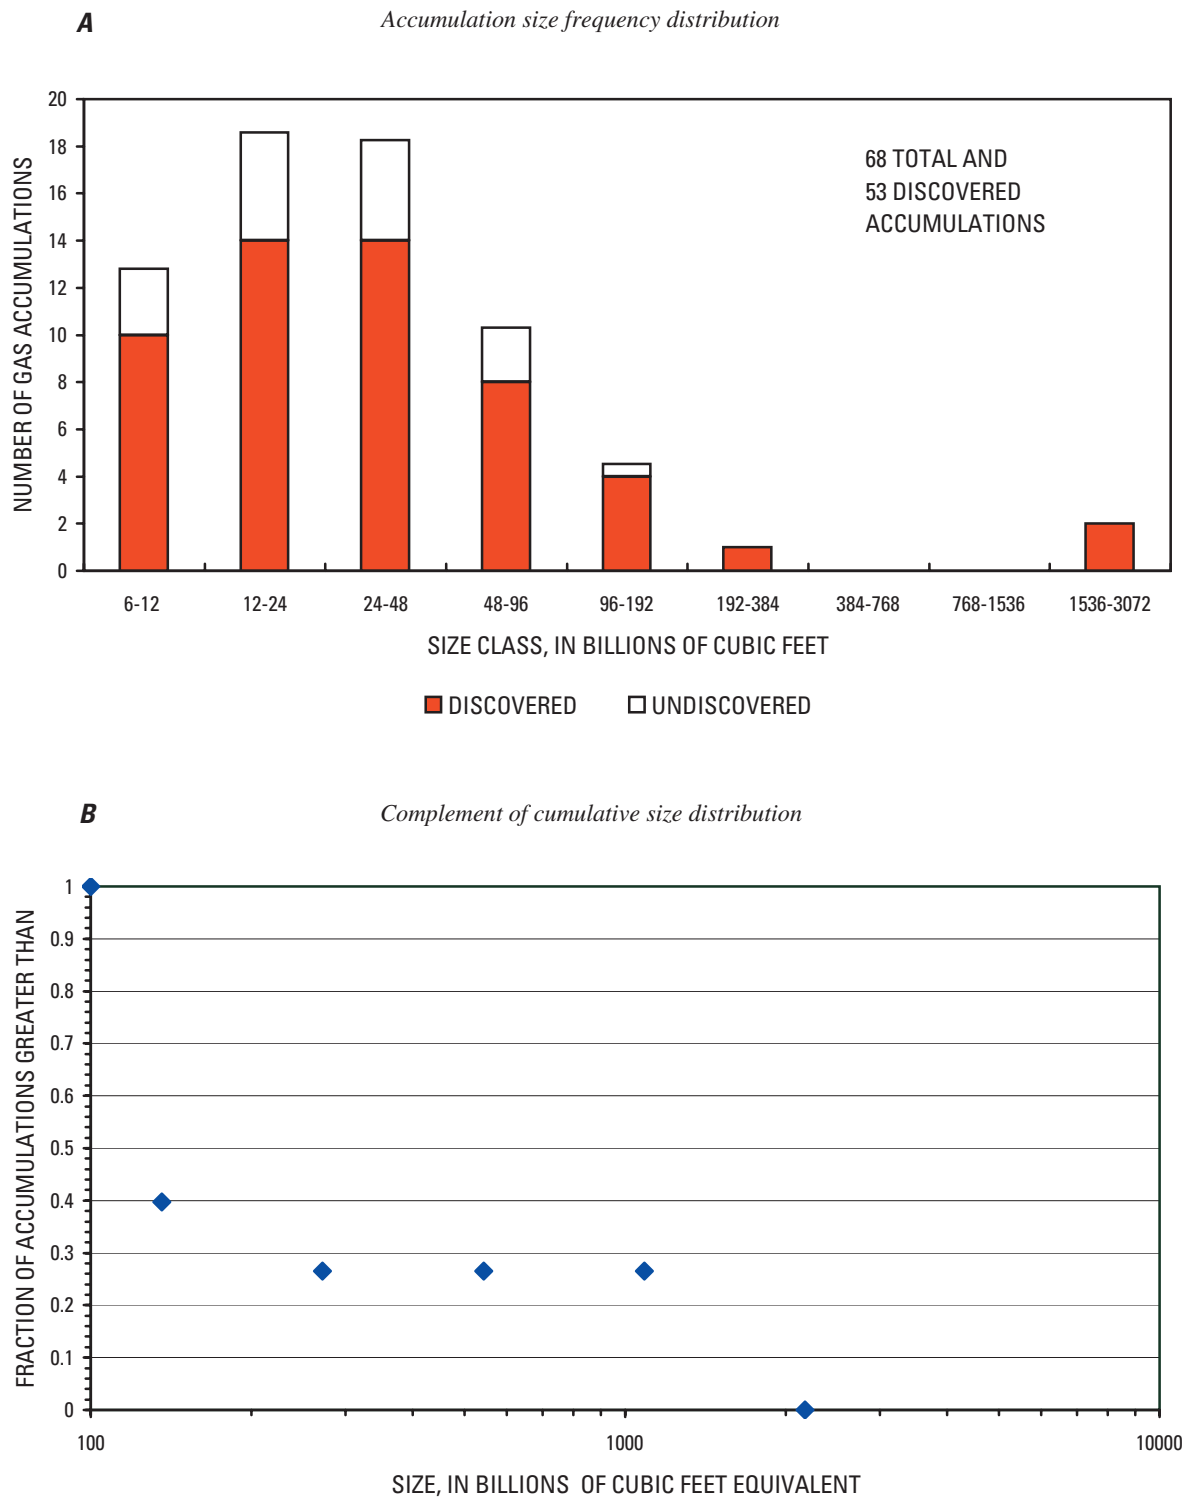 A
Accumulation size frequency distribution
NUMBER OF GAS ACCUMULATIONS
20
18
16
14
12
10
8
6
4
2
0
68 TOTAL AND
53 DISCOVERED
ACCUMULATIONS
6-12 12-24 24-48 48-96 96-192 192-384 384-768 768-1536 1536-3072
SIZE CLASS, IN BILLIONS OF CUBIC FEET
DISCOVERED UNDISCOVERED
B
Complement of cumulative size distribution
FRACTION OF ACCUMULATIONS GREATER THAN
1
0.9
0.8
0.7
0.6
0.5
0.4
0.3
0.2
0.1
0
100 1000 10000
SIZE, IN BILLIONS OF CUBIC FEET EQUIVALENT